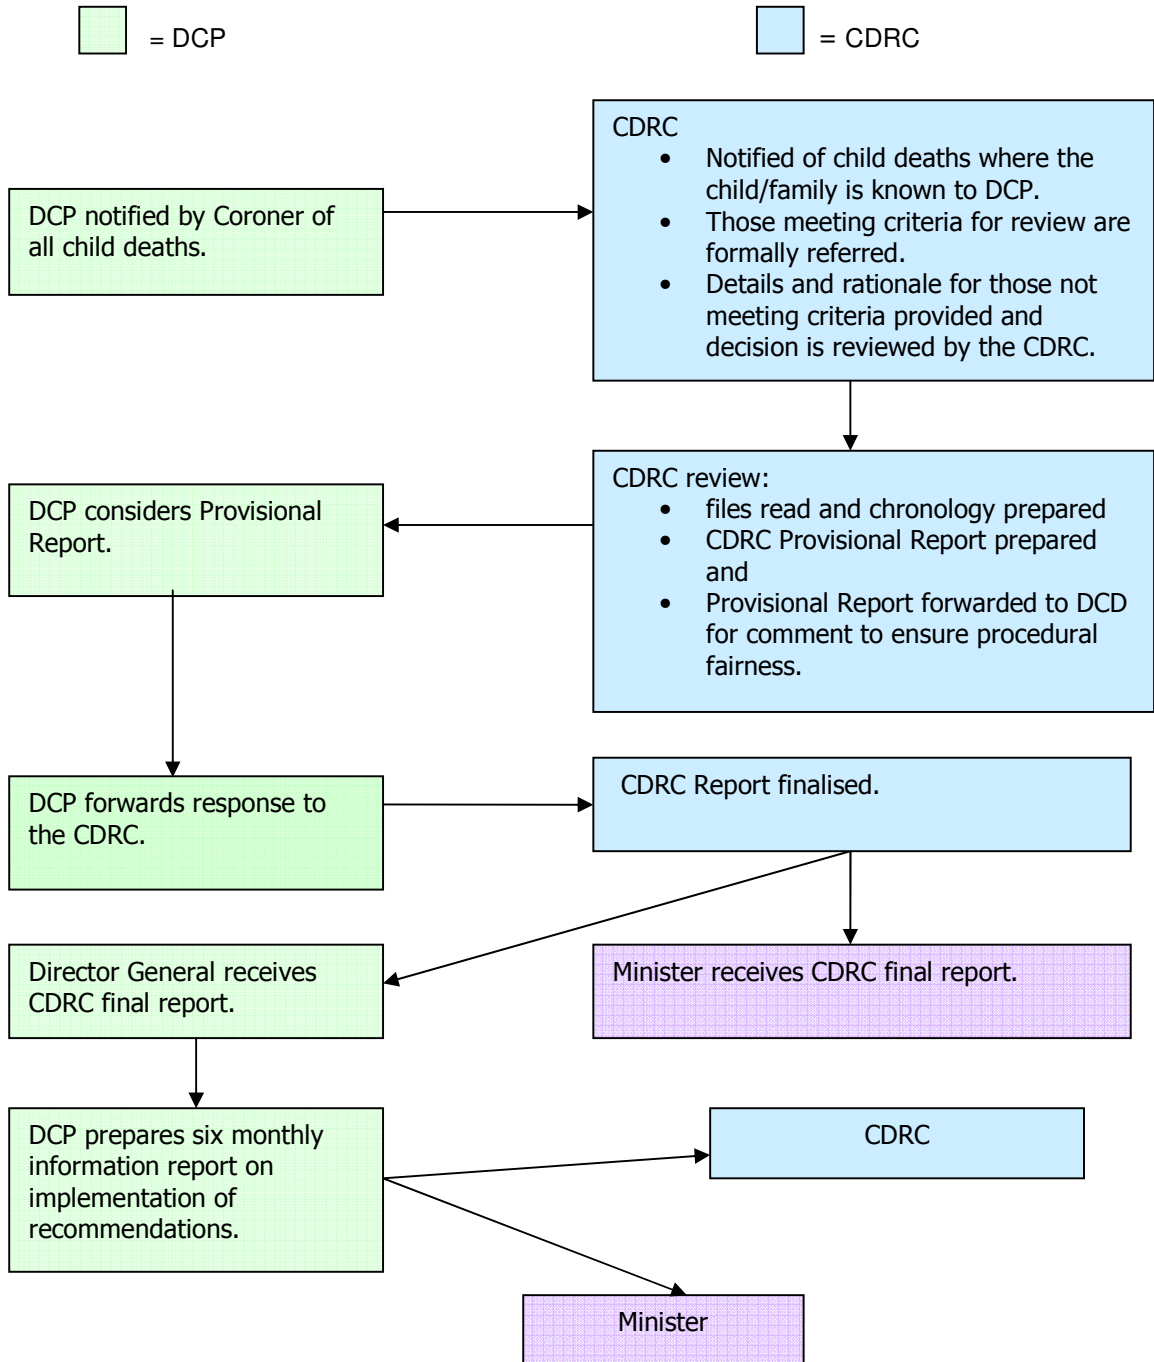 = DCP
= CDRC
CDRC
• Notified of child deaths where the
child/family is known to DCP.
• Those meeting criteria for review are
formally referred.
• Details and rationale for those not
meeting criteria provided and
decision is reviewed by the CDRC.
DCP notified by Coroner of
all child deaths.
CDRC review:
• files read and chronology prepared
• CDRC Provisional Report prepared
and
• Provisional Report forwarded to DCD
for comment to ensure procedural
fairness.
DCP considers Provisional
Report.
DCP forwards response to
the CDRC.
CDRC Report finalised.
Director General receives
CDRC final report.
Minister receives CDRC final report.
DCP prepares six monthly
information report on
implementation of
recommendations.
CDRC
Minister